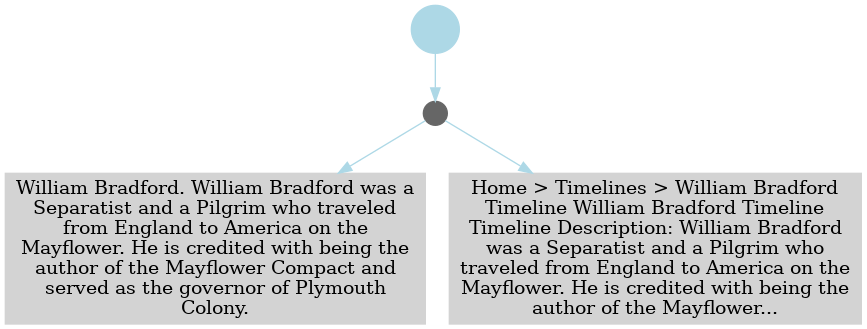 William Bradford. William Bradford was a
Separatist and a Pilgrim who traveled
from England to America on the
Mayflower. He is credited with being the
author of the Mayflower Compact and
served as the governor of Plymouth
Colony.
Home > Timelines > William Bradford
Timeline William Bradford Timeline
Timeline Description: William Bradford
was a Separatist and a Pilgrim who
traveled from England to America on the
Mayflower. He is credited with being the
author of the Mayflower...